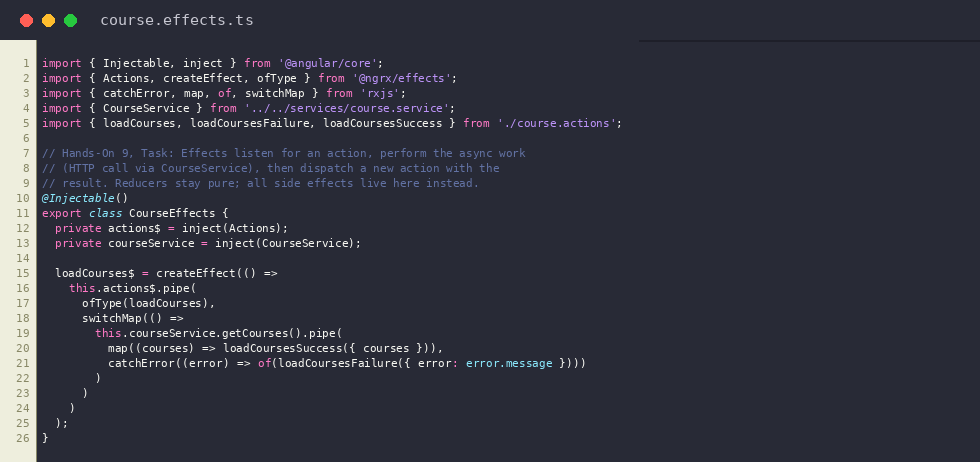 course.effects.ts
1 import { Injectable, inject } from '@angular/core';
2 import { Actions, createEffect, ofType } from '@ngrx/effects';
3 import { catchError, map, of, switchMap } from 'rxjs';
4 import { CourseService } from '../../services/course.service';
5 import { loadCourses, loadCoursesFailure, loadCoursesSuccess } from './course.actions';
6
7 // Hands-On 9, Task: Effects listen for an action, perform the async work
8 // (HTTP call via CourseService), then dispatch a new action with the
9 // result. Reducers stay pure; all side effects live here instead.
10 @Injectable()
11 export class CourseEffects {
12   private actions$ = inject(Actions);
13   private courseService = inject(CourseService);
14
15   loadCourses$ = createEffect(() =>
16     this.actions$.pipe(
17       ofType(loadCourses),
18       switchMap(() =>
19         this.courseService.getCourses().pipe(
20           map((courses) => loadCoursesSuccess({ courses })),
21           catchError((error) => of(loadCoursesFailure({ error: error.message })))
22         )
23       )
24     )
25   );
26 }